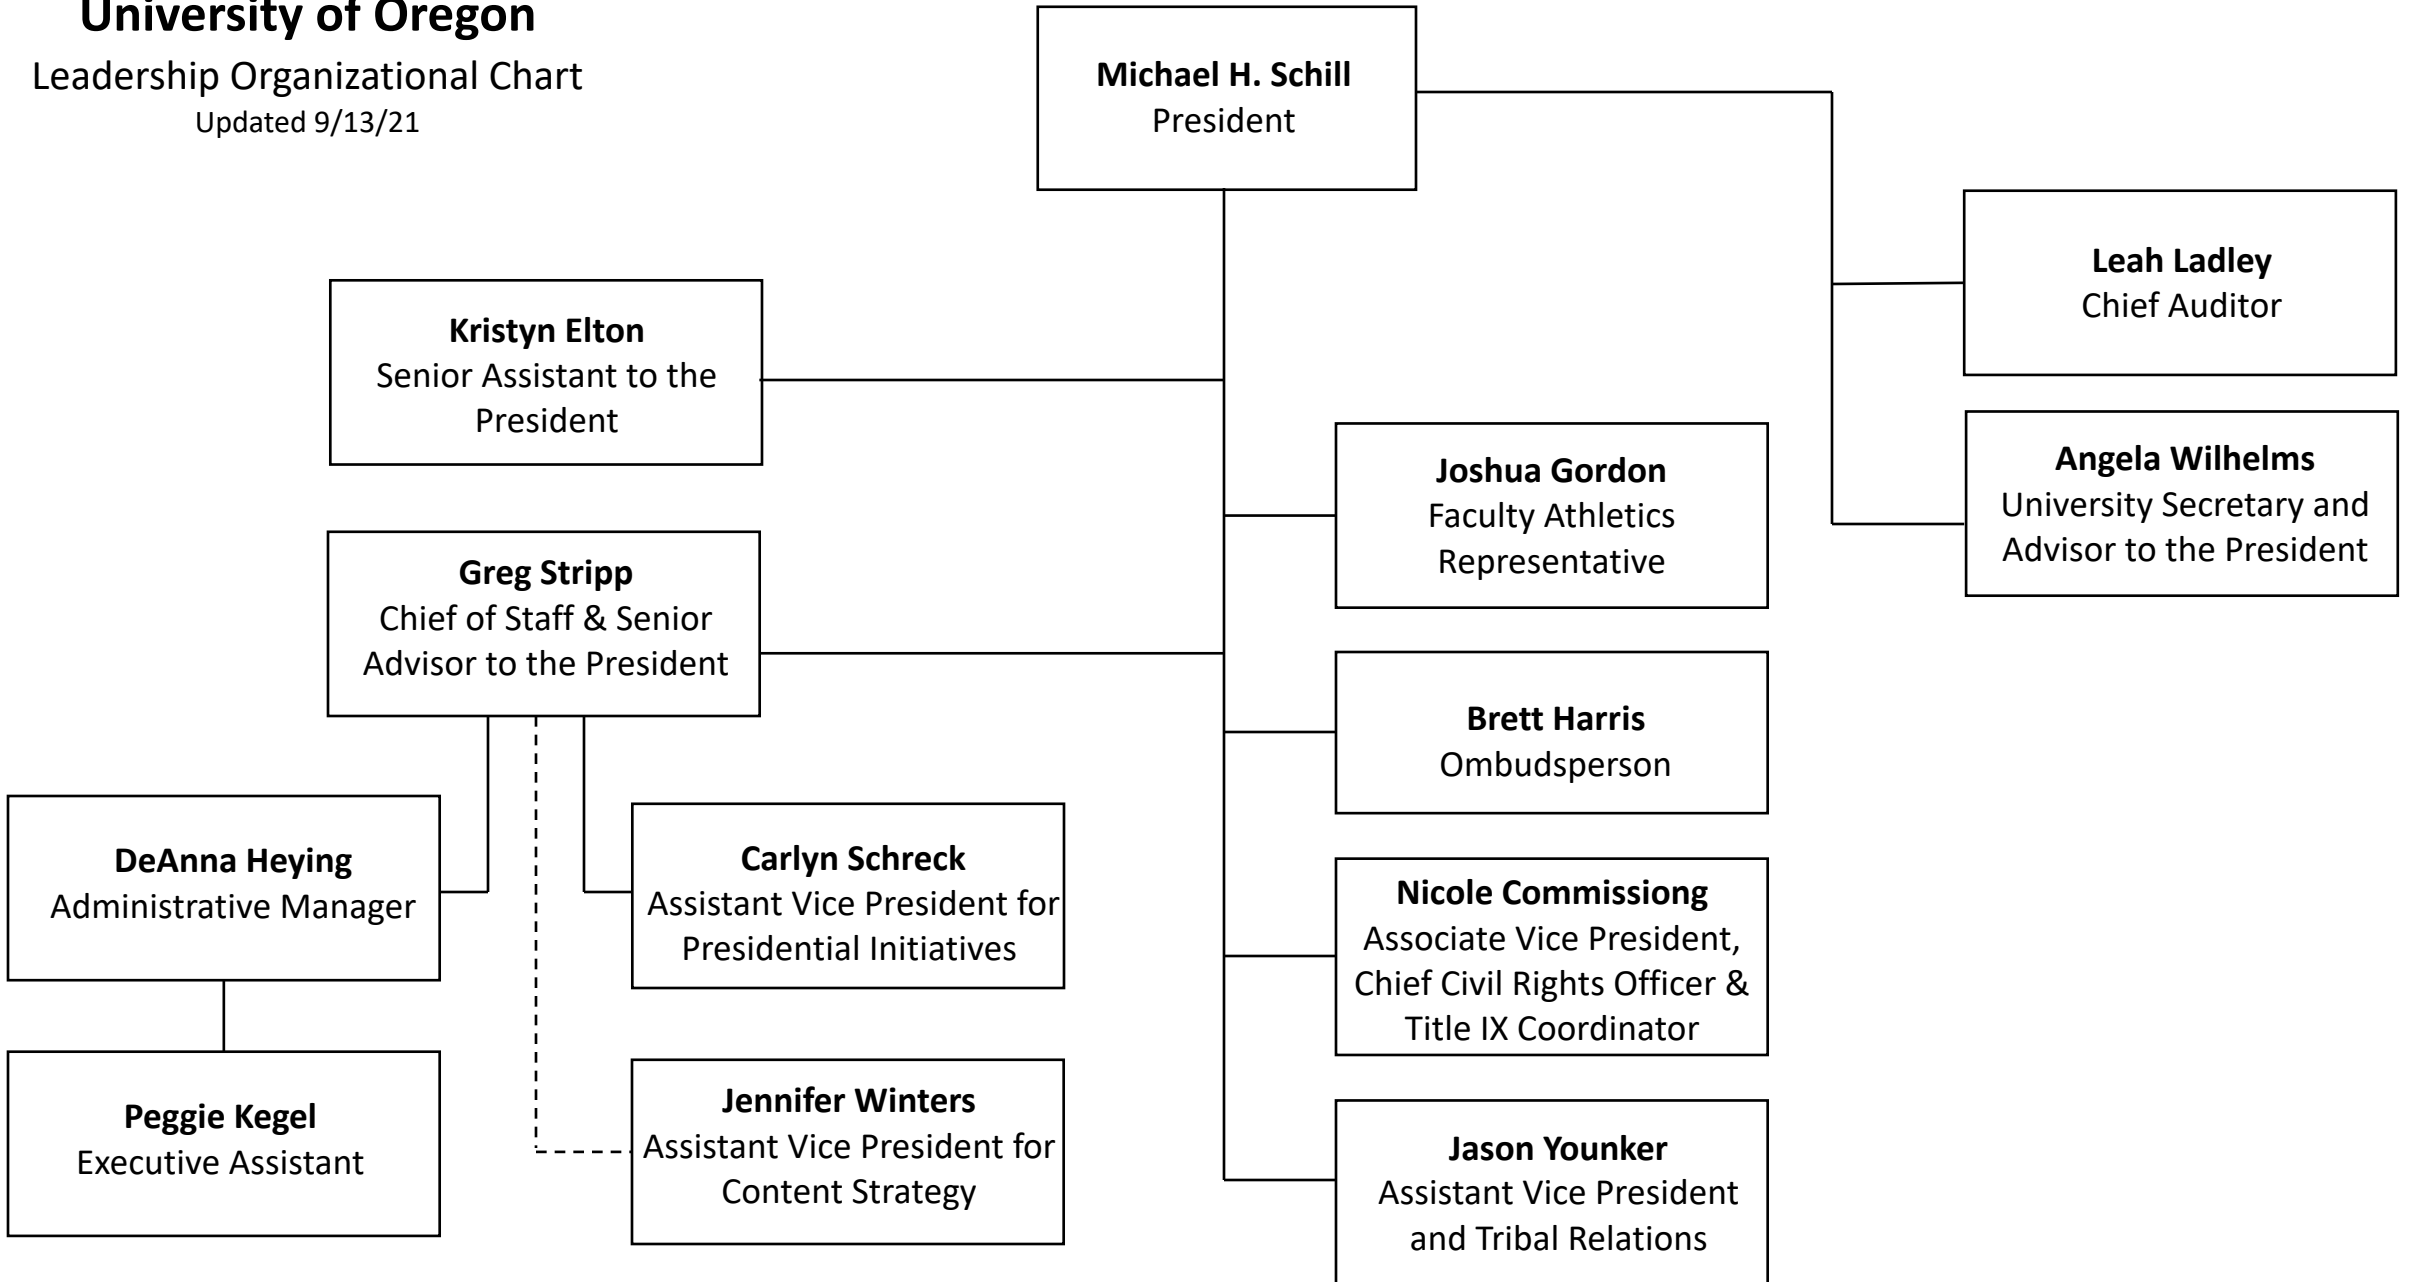 University of Oregon
Leadership Organizational Chart
Updated 9/13/21
Michael H. Schill
President
Leah Ladley
Chief Auditor
Kristyn Elton
Senior Assistant to the
President
Angela Wilhelms
University Secretary and
Advisor to the President
Joshua Gordon
Faculty Athletics
Representative
Greg Stripp
Chief of Staff & Senior
Advisor to the President
Brett Harris
Ombudsperson
DeAnna Heying
Administrative Manager
Carlyn Schreck
Assistant Vice President for
Presidential Initiatives
Nicole Commissiong
Associate Vice President,
Chief Civil Rights Officer &
Title IX Coordinator
Peggie Kegel
Executive Assistant
Jennifer Winters
Assistant Vice President for
Content Strategy
Jason Younker
Assistant Vice President
and Tribal Relations